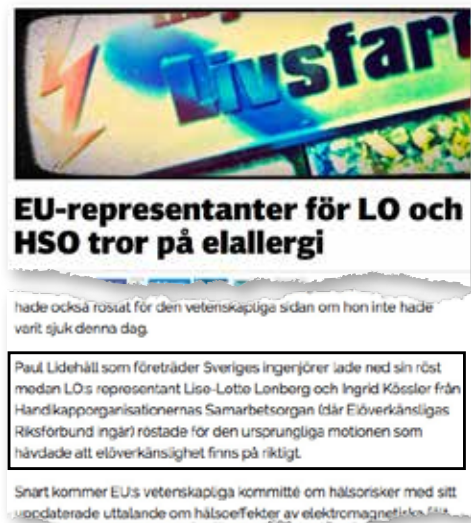 Livsfar
EU-representanter för LO och
HSO tror på elallergi
hade också röstat för den vetenskapliga sidan om hon inte hade
varit sjuk denna dag.
Paul Lidehäll som företräder Sveriges ingenjörer lade ned sin röst
medan LO:s representant Lise-Lotte Lenberg och Ingrid Kössler från
Handikapporganisationernas Samarbetsorgan (där Elöverkänsligas
Riksförbund ingår) röstade för den ursprungliga motionen som
hävdade att elöverkänslighet finns på riktigt.
Snart kommer EU:s vetenskapliga kommitté om hälsorisker med sitt
uppdaterade uttalande om hälsoeffekter av elektromagnetiska fält